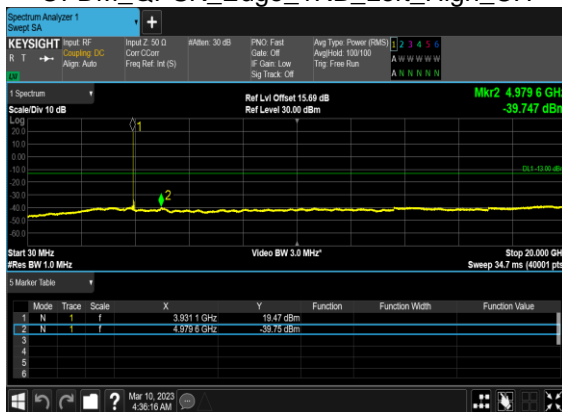 Spectrum Analyzer 1
Swept SA
+
KEYSIGHT Input: RF Input Z: 50 Ω #Atten: 30 dB PNO: Fast Avg Type: Power (RMS) 1 2 3 4 5 6
R T Coupling: DC Corr CCorr Gate: Off Avg|Hold: 100/100 A W W W W W
Align: Auto Freq Ref: Int (S) IF Gain: Low Trig: Free Run
Sig Track: Off A N N N N N
LU
1 Spectrum Ref Lvl Offset 15.69 dB Mkr2 4.979 6 GHz
Scale/Div 10 dB Ref Level 30.00 dBm -39.747 dBm
Log
20.0
10.0
0.00
-10.0
-20.0
-30.0
-40.0
-50.0
-60.0
1
2
DL1 -13.00 dBm
Start 30 MHz Video BW 3.0 MHz* Stop 20.000 GH
#Res BW 1.0 MHz Sweep 34.7 ms (40001 pts
5 Marker Table
Mode Trace Scale X Y Function Function Width Function Value
1 N 1 f 3.931 1 GHz 19.47 dBm
2 N 1 f 4.979 6 GHz -39.75 dBm
3
4
5
6
? Mar 10, 2023
4:36:16 AM